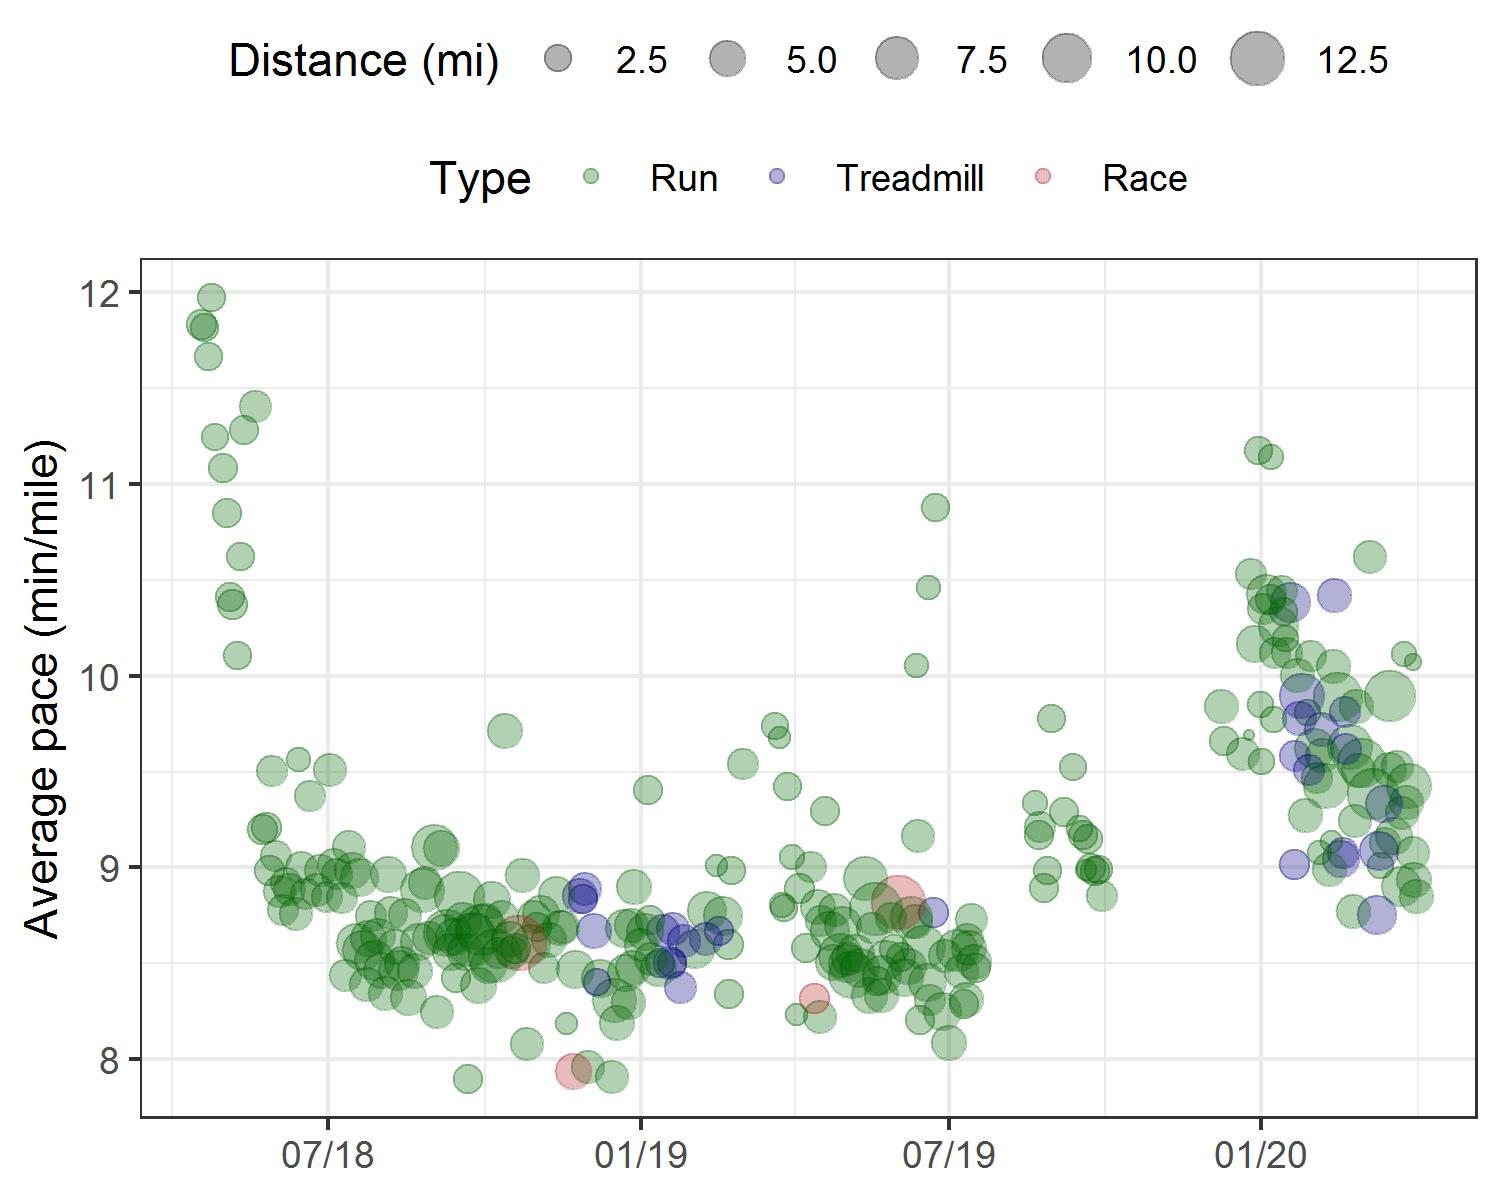 Distance (mi) 2.5 5.0 7.5 10.0 12.5
Type Run Treadmill Race
Average pace (min/mile)
12
11
10
9
8
07/18 01/19 07/19 01/20